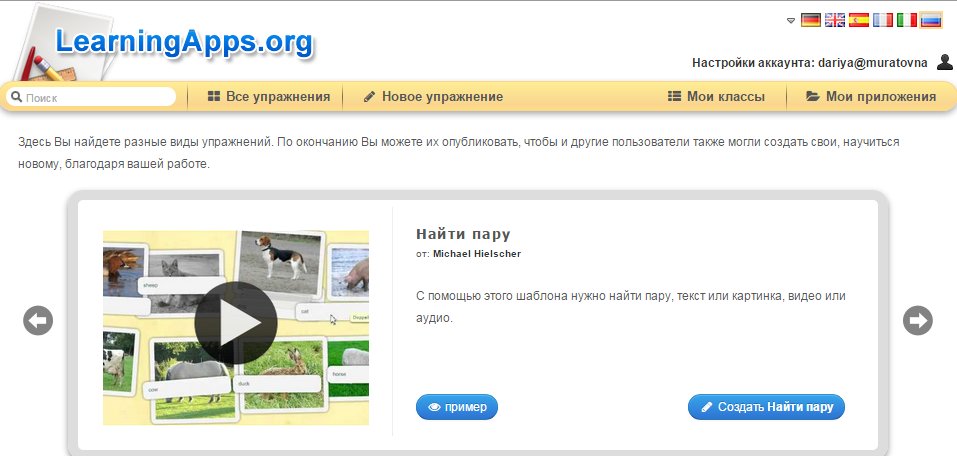 LearningApps.org
Настройки аккаунта: dariya@muratovna
Поиск
Все упражнения
Новое упражнение
Мои классы
Мои приложения
Здесь Вы найдете разные виды упражнений. По окончанию Вы можете их опубликовать, чтобы и другие пользователи также могли создать свои, научиться
новому, благодаря вашей работе.
Найти пару
от: Michael Hielscher
С помощью этого шаблона нужно найти пару, текст или картинка, видео или
аудио.
sheep
cat
cow
duck
horse
пример
Создать Найти пару